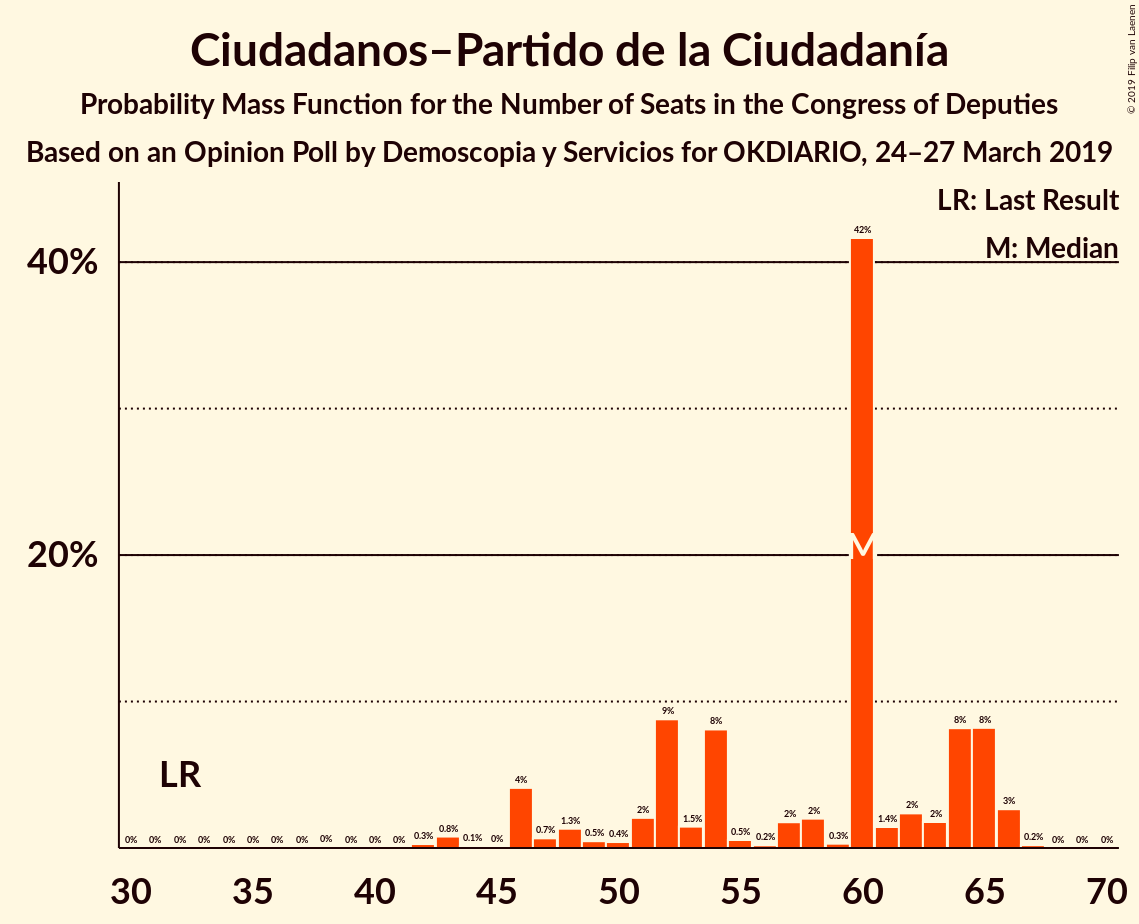 Ciudadanos–Partido de la Ciudadanía
Probability Mass Function for the Number of Seats in the Congress of Deputies
Based on an Opinion Poll by Demoscopia y Servicios for OKDIARIO, 24–27 March 2019
© 2019 Filip van Laenen
LR: Last Result
M: Median
40%
20%
LR
M
0% 0% 0% 0% 0% 0% 0% 0% 0% 0% 0% 0% 0.3% 0.8% 0.1% 0% 4% 0.7% 1.3% 0.5% 0.4% 2% 9% 1.5% 8% 0.5% 0.2% 2% 2% 0.3% 42% 1.4% 2% 2% 8% 8% 3% 0.2% 0% 0% 0%
30 35 40 45 50 55 60 65 70